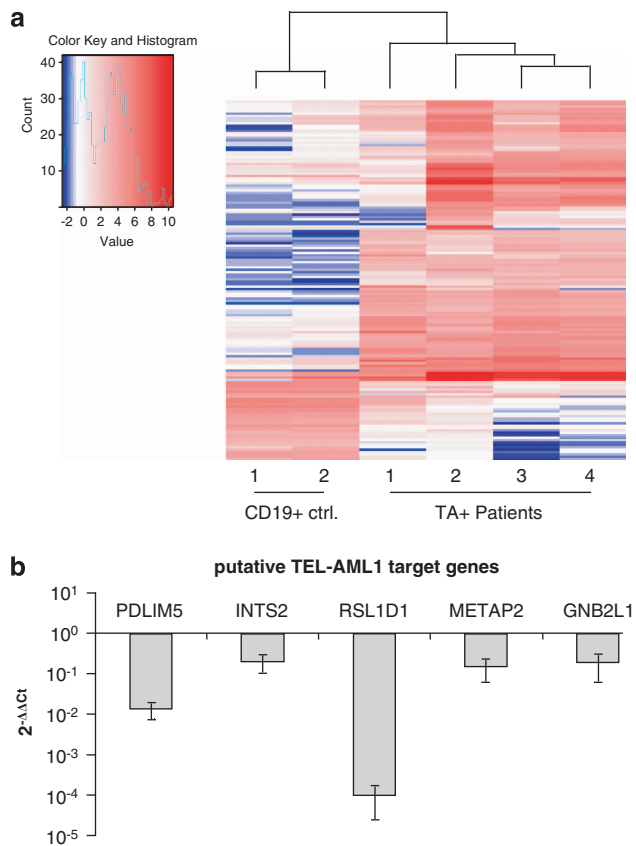 a
Color Key and Histogram
Count
40
30
20
10
-2 0 2 4 6 8 10
Value
1 2 1 2 3 4
CD19+ ctrl. TA+ Patients
b
putative TEL-AML1 target genes
PDLIM5 INTS2 RSL1D1 METAP2 GNB2L1
2^-ΔΔCt
10^1
10^0
10^-1
10^-2
10^-3
10^-4
10^-5